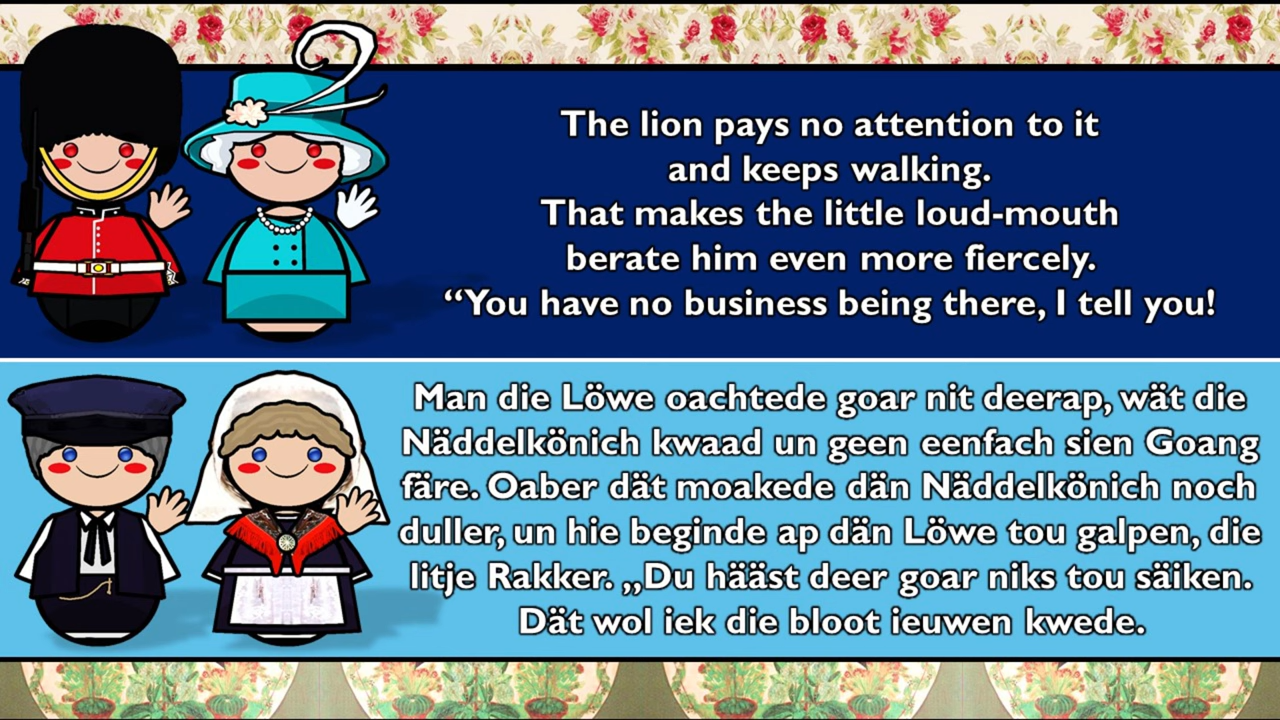 The lion pays no attention to it
and keeps walking.
That makes the little loud-mouth
berate him even more fiercely.
“You have no business being there, I tell you!
Man die Löwe oachtede goar nit deerap, wät die
Näddelkönich kwaad un geen eenfach sien Goang
färe. Oaber dät moakede dän Näddelkönich noch
duller, un hie beginde ap dän Löwe tou galpen, die
litje Rakker. „Du hääst deer goar niks tou säiken.
Dät wol iek die bloot ieuwen kwede.